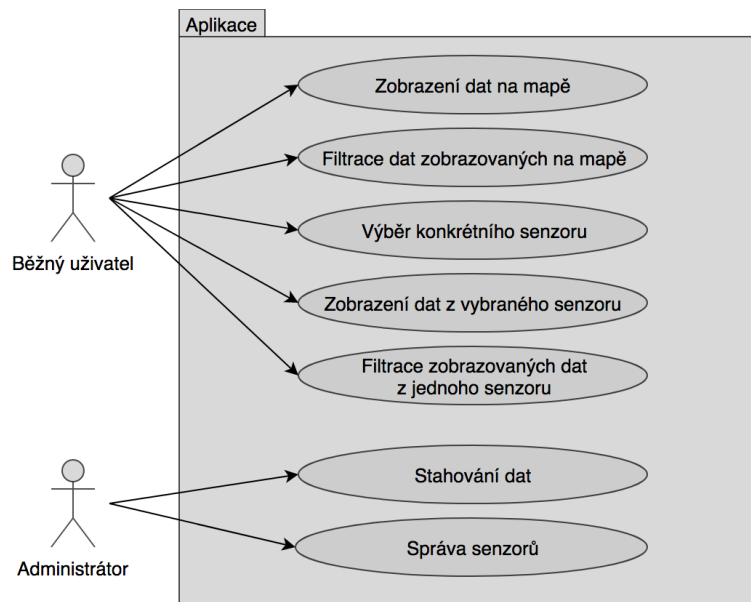 Aplikace
Zobrazení dat na mapě
Filtrace dat zobrazovaných na mapě
Výběr konkrétního senzoru
Běžný uživatel
Zobrazení dat z vybraného senzoru
Filtrace zobrazovaných dat
z jednoho senzoru
Stahování dat
Správa senzorů
Administrátor